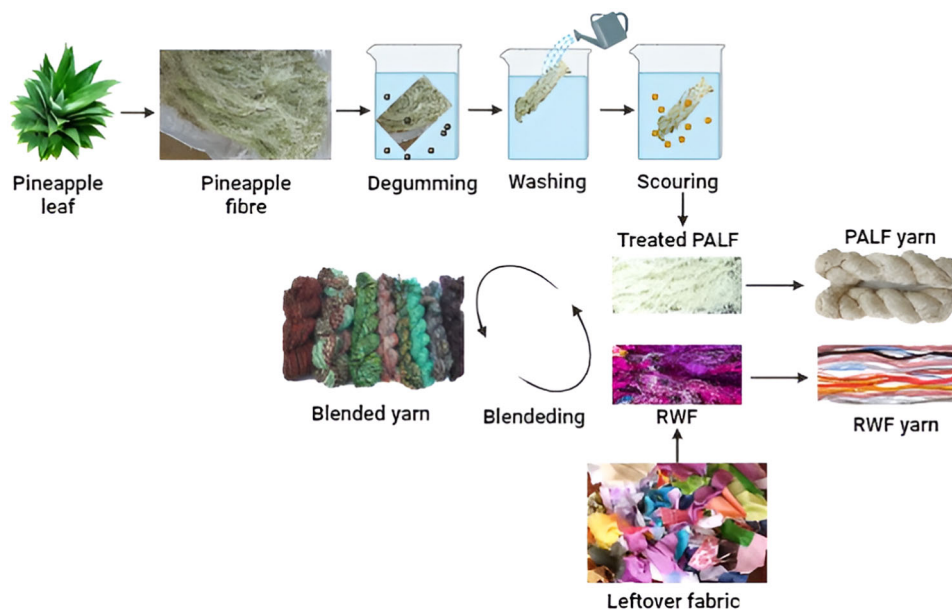 Pineapple
leaf
Pineapple
fibre
Degumming
Washing
Scouring
Treated PALF
PALF yarn
Blended yarn
Blendeding
RWF
RWF yarn
Leftover fabric